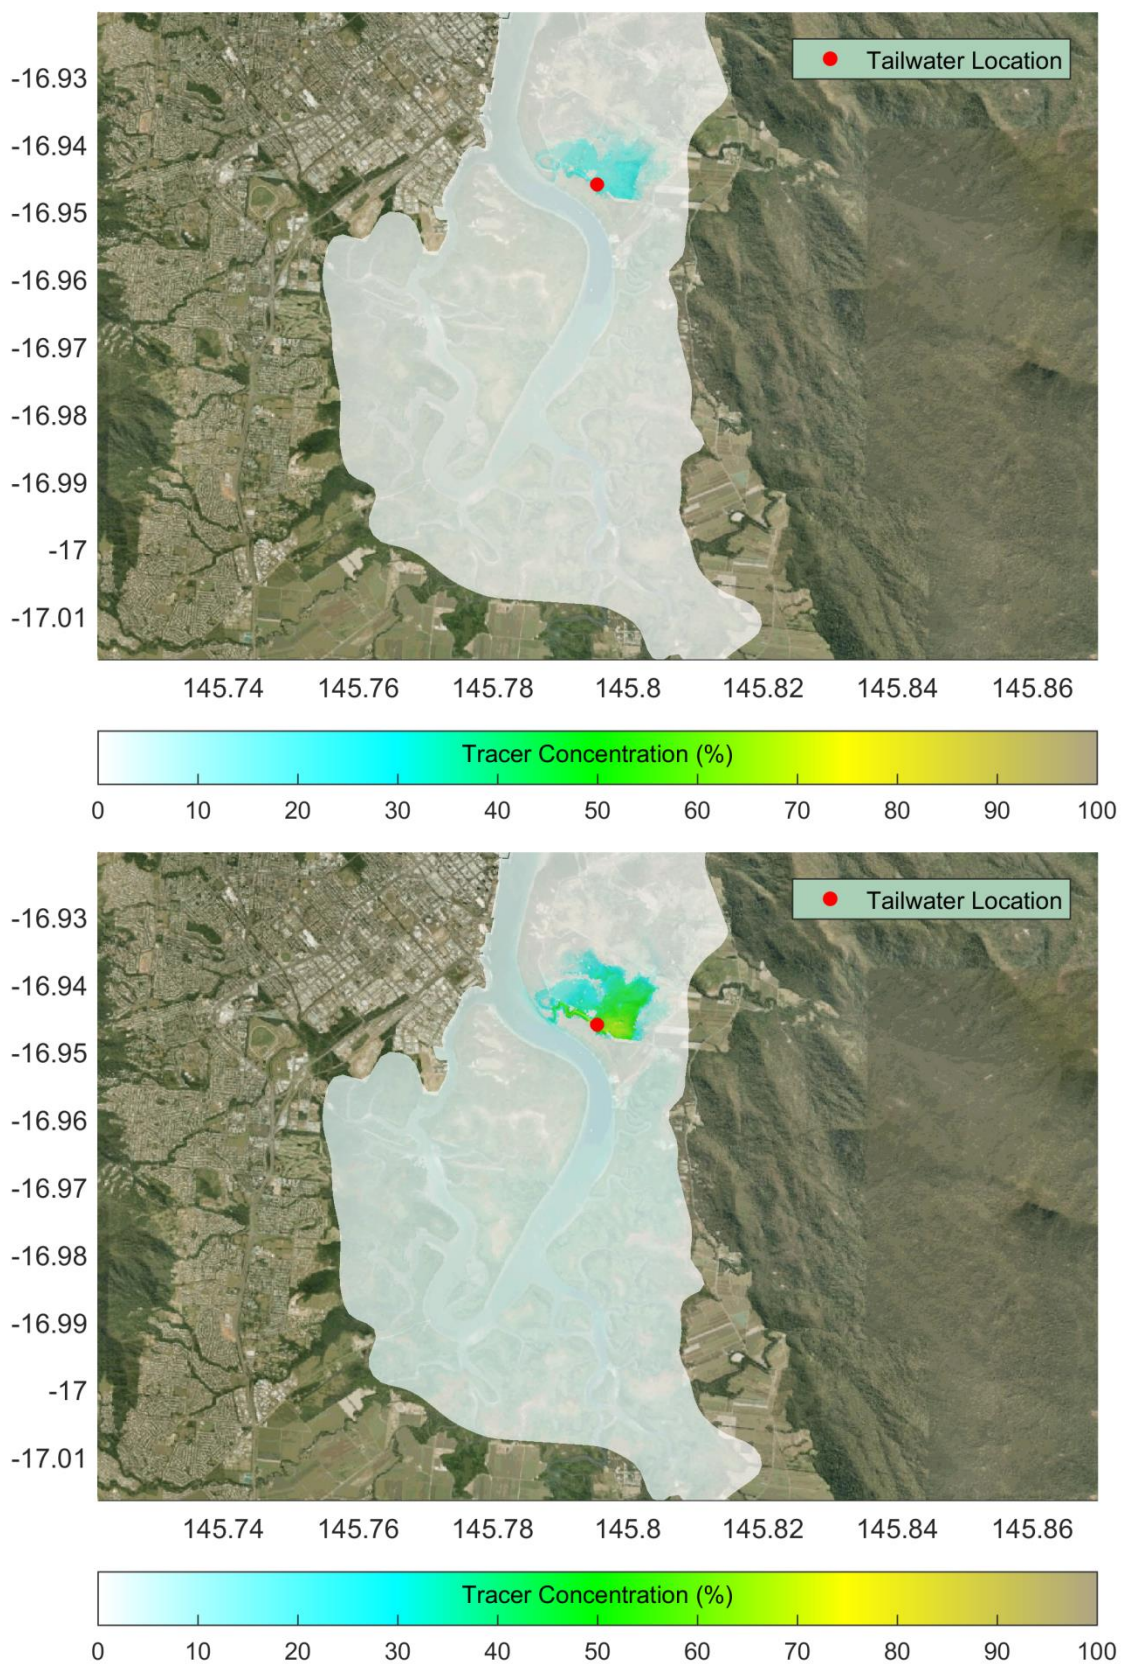 Tailwater Location
-16.93
-16.94
-16.95
-16.96
-16.97
-16.98
-16.99
-17
-17.01
145.74 145.76 145.78 145.8 145.82 145.84 145.86
Tracer Concentration (%)
0 10 20 30 40 50 60 70 80 90 100
Tailwater Location
-16.93
-16.94
-16.95
-16.96
-16.97
-16.98
-16.99
-17
-17.01
145.74 145.76 145.78 145.8 145.82 145.84 145.86
Tracer Concentration (%)
0 10 20 30 40 50 60 70 80 90 100